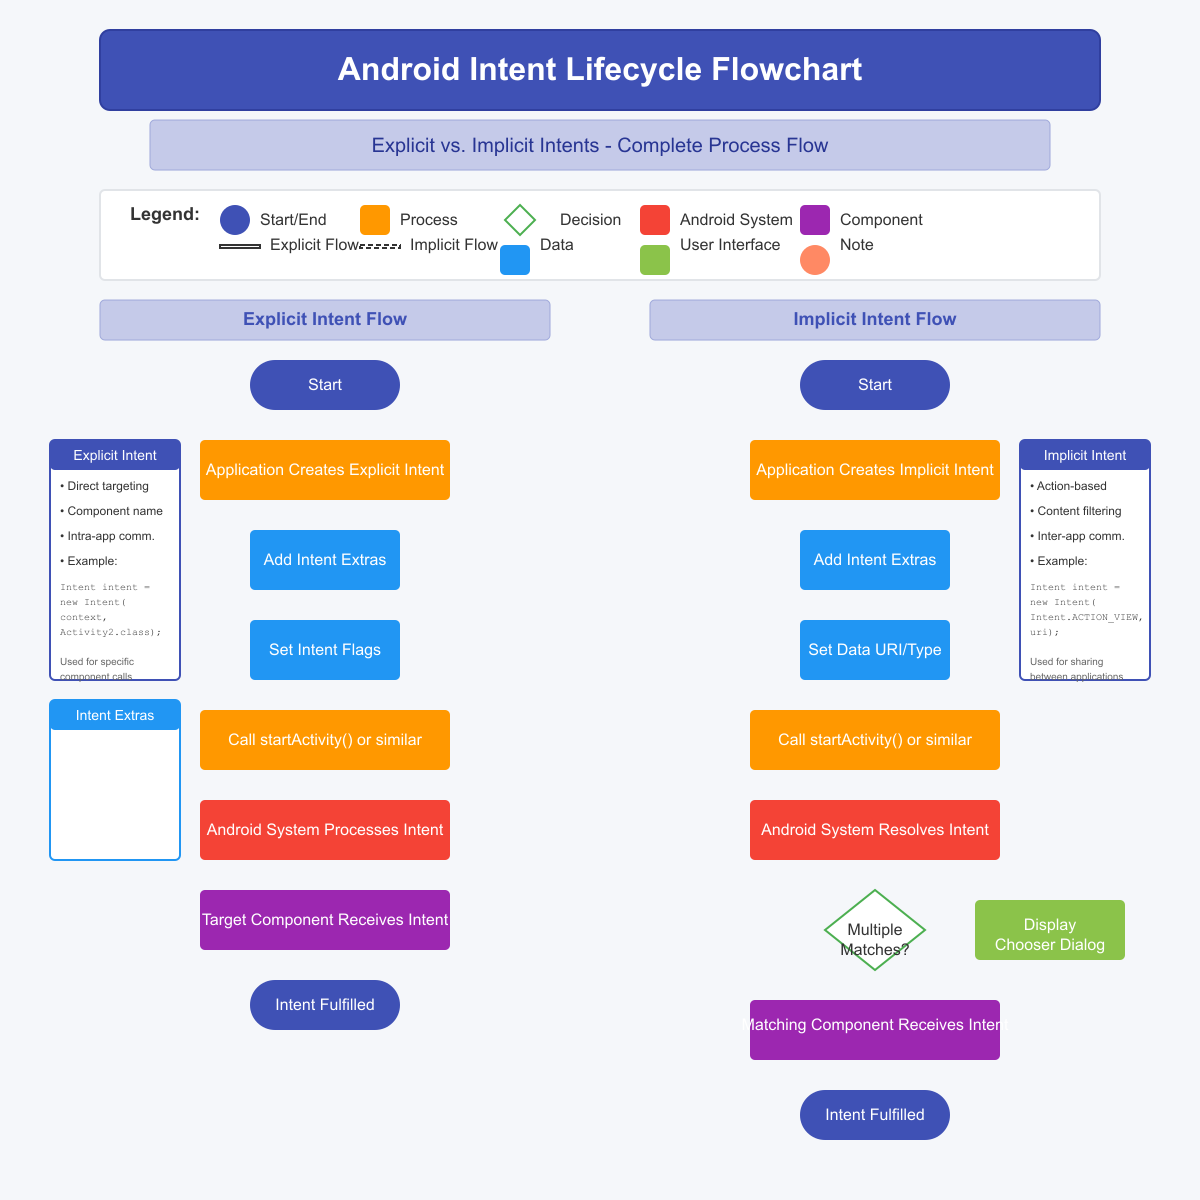 Android Intent Lifecycle Flowchart
Explicit vs. Implicit Intents - Complete Process Flow
Legend:
Start/End
Process
Decision
Android System
Component
Explicit Flow
Implicit Flow
Data
User Interface
Note
Explicit Intent Flow
Start
Explicit Intent
• Direct targeting
• Component name
• Intra-app comm.
• Example:
Intent intent =
new Intent(
context,
Activity2.class);
Used for specific
component calls
Intent Extras
Application Creates Explicit Intent
Add Intent Extras
Set Intent Flags
Call startActivity() or similar
Android System Processes Intent
Target Component Receives Intent
Intent Fulfilled
Implicit Intent Flow
Start
Application Creates Implicit Intent
Add Intent Extras
Set Data URI/Type
Call startActivity() or similar
Android System Resolves Intent
Multiple
Matches?
Display
Chooser Dialog
Matching Component Receives Intent
Intent Fulfilled
Implicit Intent
• Action-based
• Content filtering
• Inter-app comm.
• Example:
Intent intent =
new Intent(
Intent.ACTION_VIEW,
uri);
Used for sharing
between applications